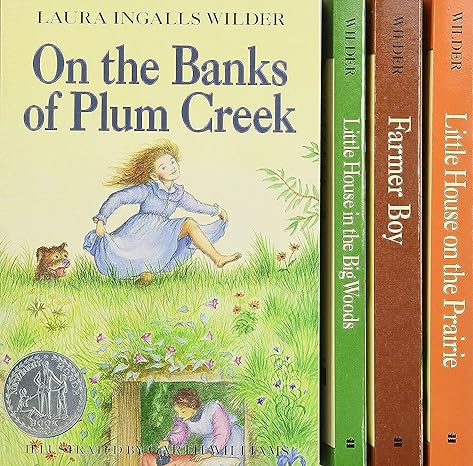 LAURA INGALLS WILDER
On the Banks
of Plum Creek
ILLUSTRATED BY GARTH WILLIAMS
WILDER
Little House in the Big Woods
WILDER
Farmer Boy
WILDER
Little House on the Prairie